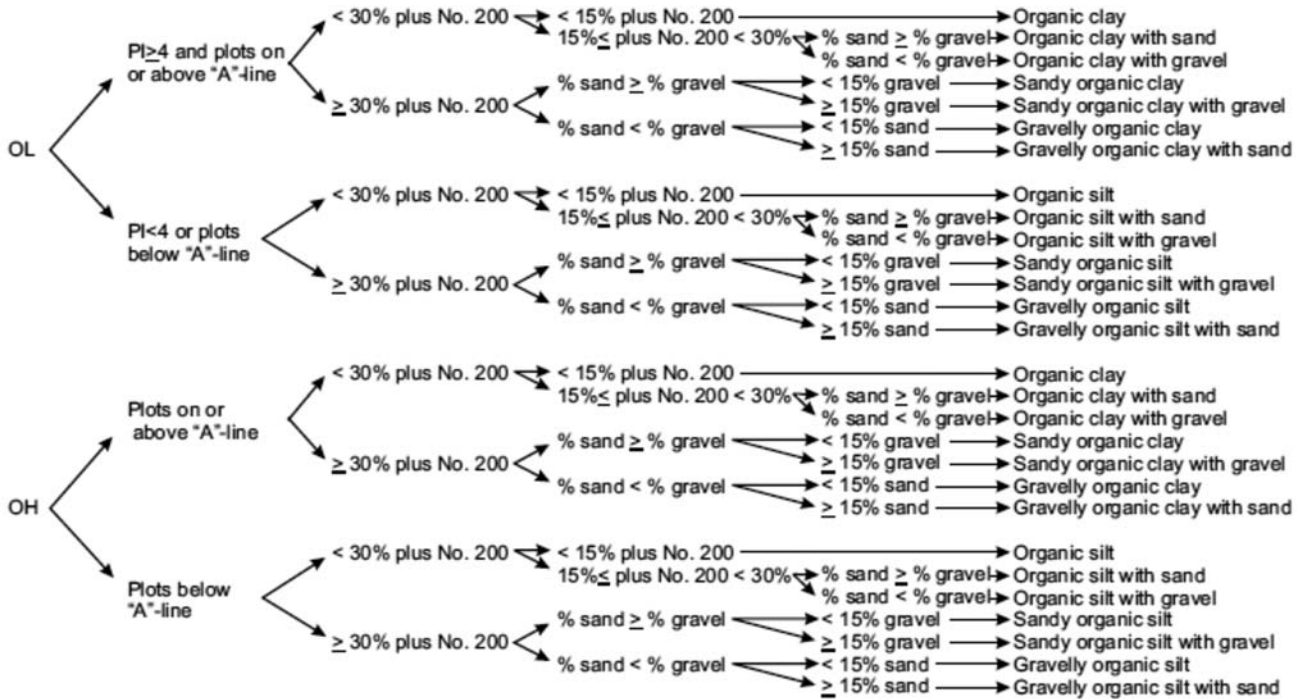 < 30% plus No. 200 < 15% plus No. 200 Organic clay
15%≤ plus No. 200 < 30% % sand ≥ % gravel Organic clay with sand
PI≥4 and plots on
or above “A”-line
% sand < % gravel Organic clay with gravel
≥ 30% plus No. 200 % sand ≥ % gravel < 15% gravel Sandy organic clay
≥ 15% gravel Sandy organic clay with gravel
% sand < % gravel < 15% sand Gravelly organic clay
≥ 15% sand Gravelly organic clay with sand
OL
< 30% plus No. 200 < 15% plus No. 200 Organic silt
15%≤ plus No. 200 < 30% % sand ≥ % gravel Organic silt with sand
PI<4 or plots
below “A”-line
% sand < % gravel Organic silt with gravel
≥ 30% plus No. 200 % sand ≥ % gravel < 15% gravel Sandy organic silt
≥ 15% gravel Sandy organic silt with gravel
% sand < % gravel < 15% sand Gravelly organic silt
≥ 15% sand Gravelly organic silt with sand
< 30% plus No. 200 < 15% plus No. 200 Organic clay
15%≤ plus No. 200 < 30% % sand ≥ % gravel Organic clay with sand
Plots on or
above “A”-line
% sand < % gravel Organic clay with gravel
≥ 30% plus No. 200 % sand ≥ % gravel < 15% gravel Sandy organic clay
≥ 15% gravel Sandy organic clay with gravel
% sand < % gravel < 15% sand Gravelly organic clay
≥ 15% sand Gravelly organic clay with sand
OH
< 30% plus No. 200 < 15% plus No. 200 Organic silt
15%≤ plus No. 200 < 30% % sand ≥ % gravel Organic silt with sand
Plots below
“A”-line
% sand < % gravel Organic silt with gravel
≥ 30% plus No. 200 % sand ≥ % gravel < 15% gravel Sandy organic silt
≥ 15% gravel Sandy organic silt with gravel
% sand < % gravel < 15% sand Gravelly organic silt
≥ 15% sand Gravelly organic silt with sand